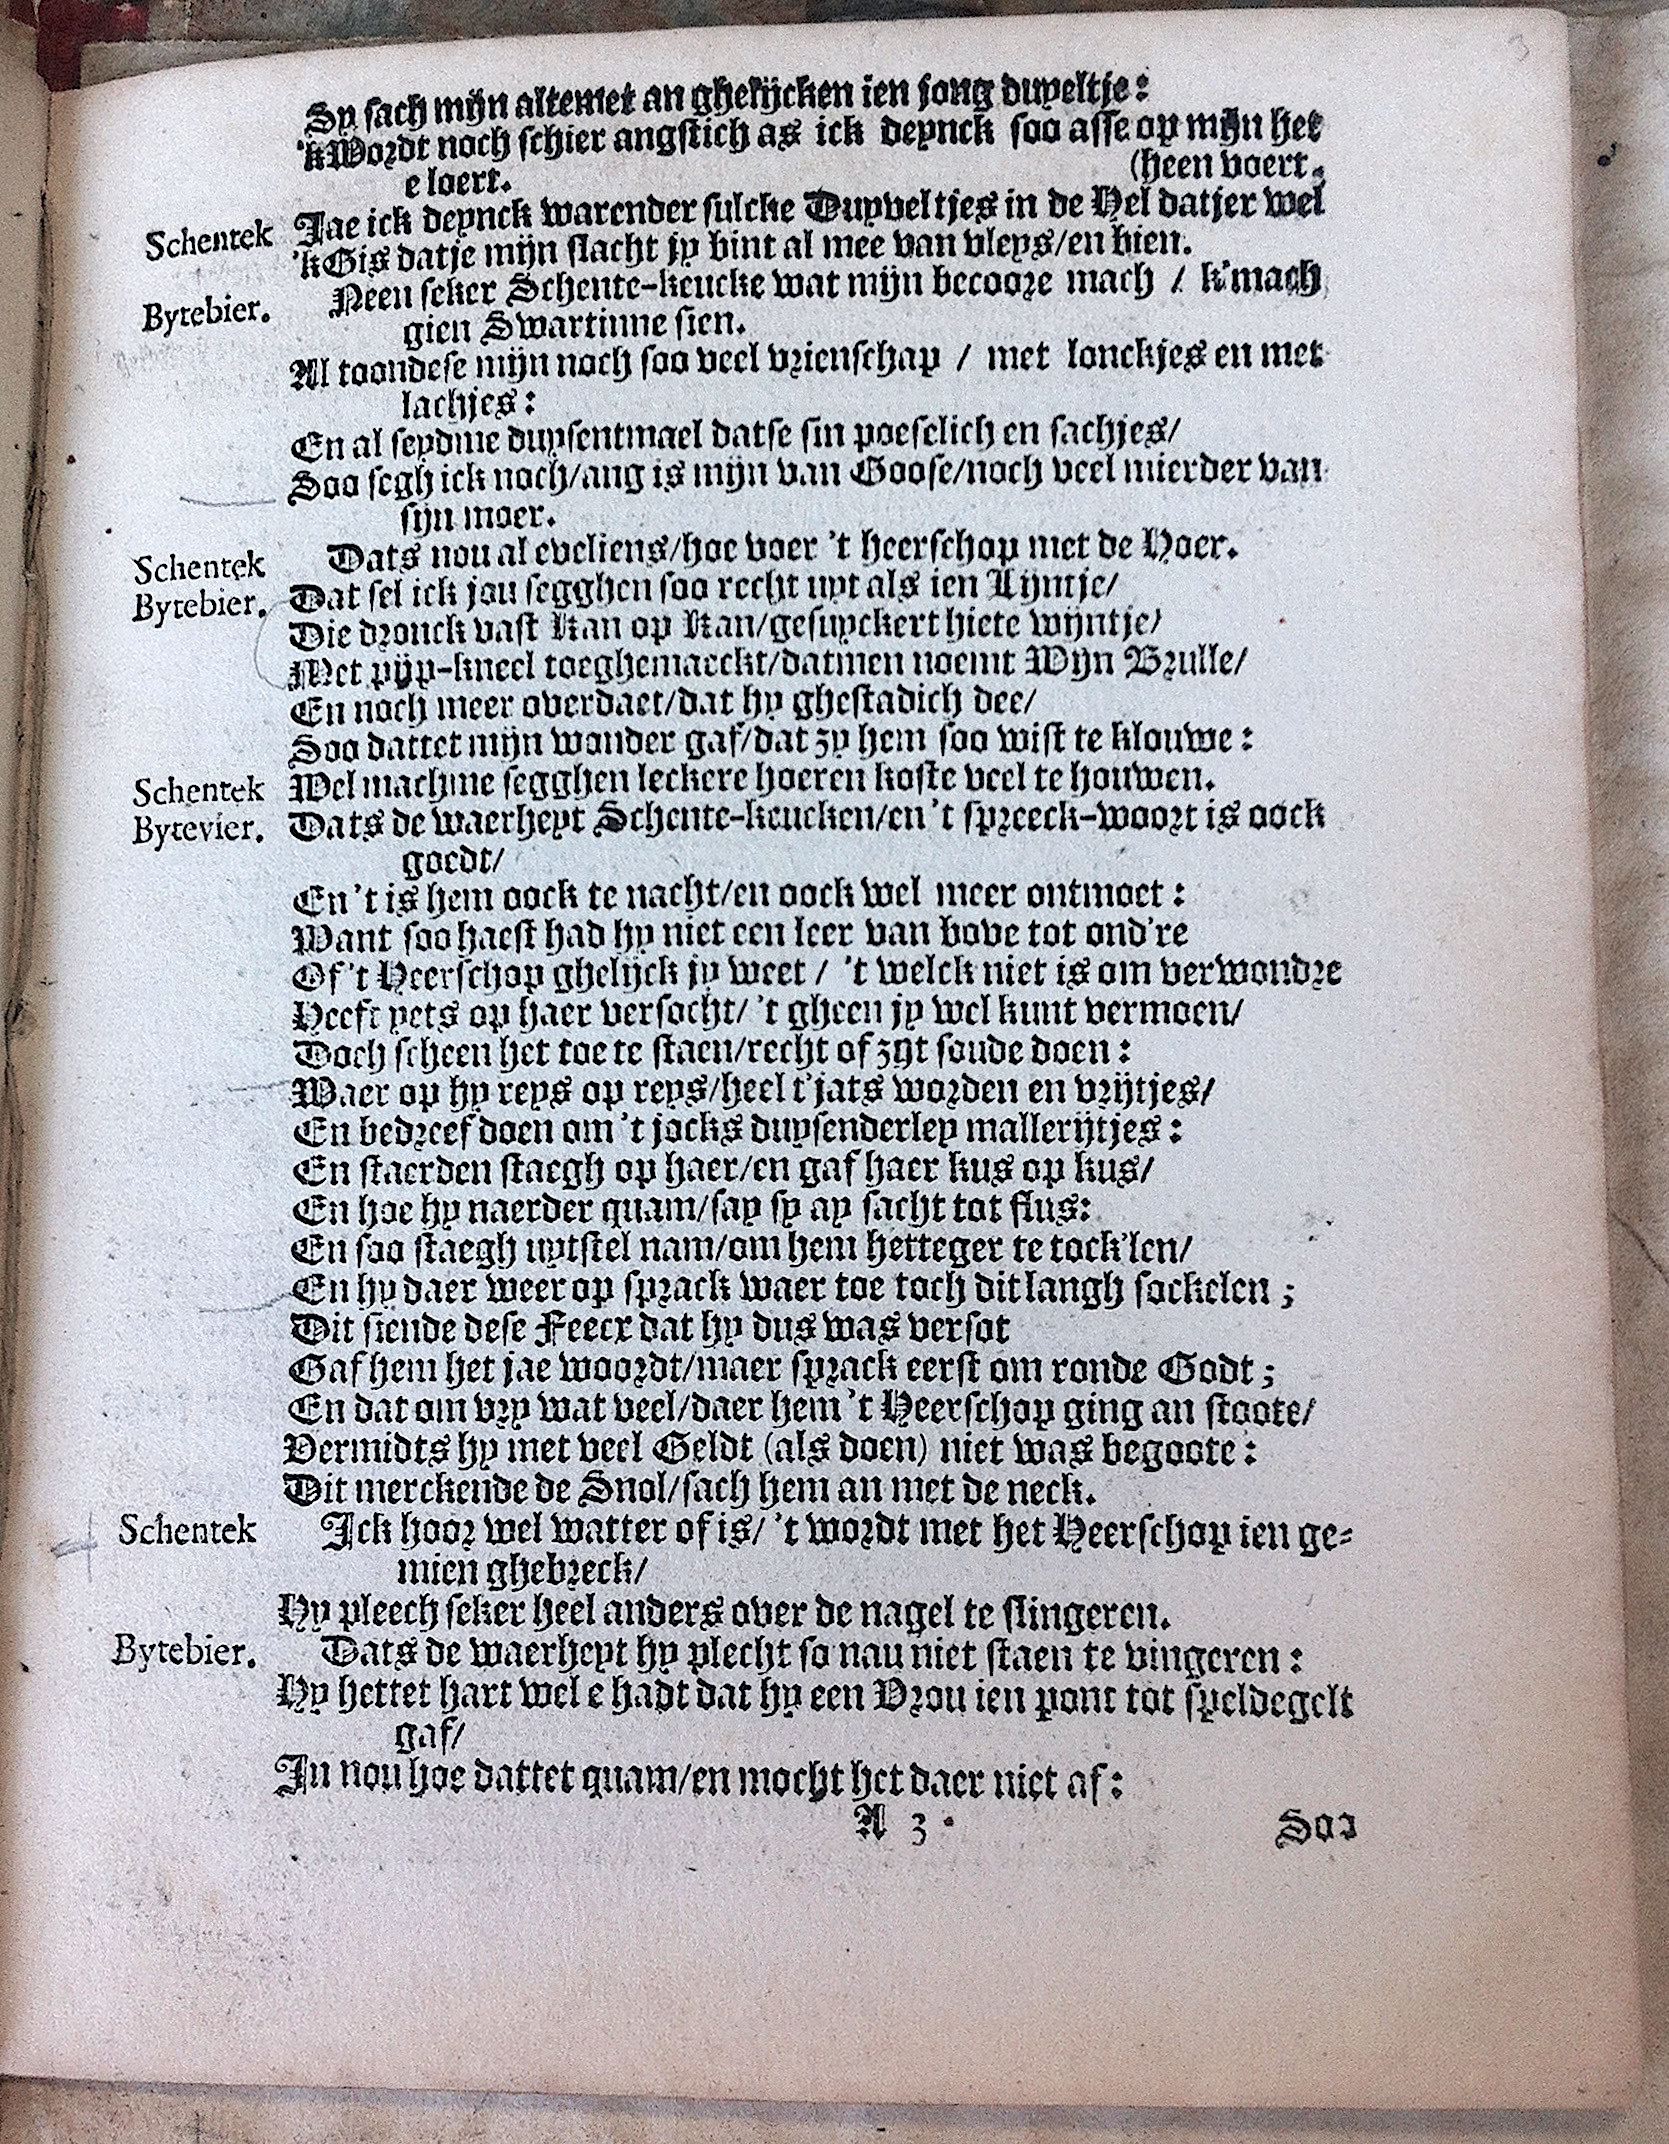 3
Sy sach mijn altemet an ghelijcken ien jong duyveltje:
'kWordt noch schier angstich as ick deynck soo asse op mijn het
e loert. (heen voert.
Schentek Jae ick deynck warender sulcke Duyveltjes in de Hel datjer wel
'kGis datje mijn slacht jy bint al mee van vleys/en bien.
Bytebier. Neen seker Schente-keucke wat mijn becoore mach / k'mach
gien Swartinne sien.
Al toondese mijn noch soo veel vrienschap / met lonckjes en met
lachjes:
En al seydme duysentmael datse sin poeselich en sachjes/
Soo segh ick noch/ang is mijn van Goose/noch veel mierder van
sijn moer.
Schentek Dats nou al eveliens/hoe voer 't heerschop met de Hoer.
Bytebier. Dat sel ick jou segghen soo recht uyt als ien Lijntje/
Die dronck vast Kan op Kan/gesuyckert hiete wijntje/
Met pijp-kneel toeghemaeckt/datmen noemt Wijn Brulle/
En noch meer overdaet/dat hy ghestadich dee/
Soo dattet mijn wonder gaf/dat zy hem soo wist te klouwe:
Schentek Wel machme segghen leckere hoeren koste veel te houwen.
Bytevier. Dats de waerheyt Schente-keucken/en 't spreeck-woort is oock
goedt/
En 't is hem oock te nacht/en oock wel meer ontmoet:
Want soo haest had hy niet een leer van bove tot ond're
Of 't Heerschop ghelijck jy weet / 't welck niet is om verwondre
Heeft yets op haer versocht/ 't gheen jy wel kunt vermoen/
Doch scheen het toe te staen/recht of zijt soude doen:
Waer op hy reys op reys/heel t'jats worden en vrijtjes/
En bedreef doen om 't jocks duysenderley mallerijtjes:
En staerden staegh op haer/en gaf haer kus op kus/
En hoe hy naerder quam/say sy ay sacht tot flus:
En soo staegh uytstel nam/om hem hetteger te tock'len/
En hy daer weer op sprack waer toe toch dit langh sockelen;
Dit siende dese Feecx dat hy dus was versot
Gaf hem het jae woordt/maer sprack eerst om ronde Godt;
En dat om vry wat veel/daer hem 't Heerschop ging an stoote/
Vermidts hy met veel Geldt (als doen) niet was begoote:
Dit merckende de Snol/sach hem an met de neck.
Schentek Ick hoor wel watter of is/ 't wordt met het Heerschop ien ge-
mien ghebreck/
Hy pleech seker heel anders over de nagel te slingeren.
Bytebier. Dats de waerheyt hy plecht so nau niet staen te vingeren:
Hy hettet hart wel e hadt dat hy een Vrou ien pont tot speldegelt
gaf/
In nou hoe dattet quam/en mocht het daer niet af:
A 3 Soo